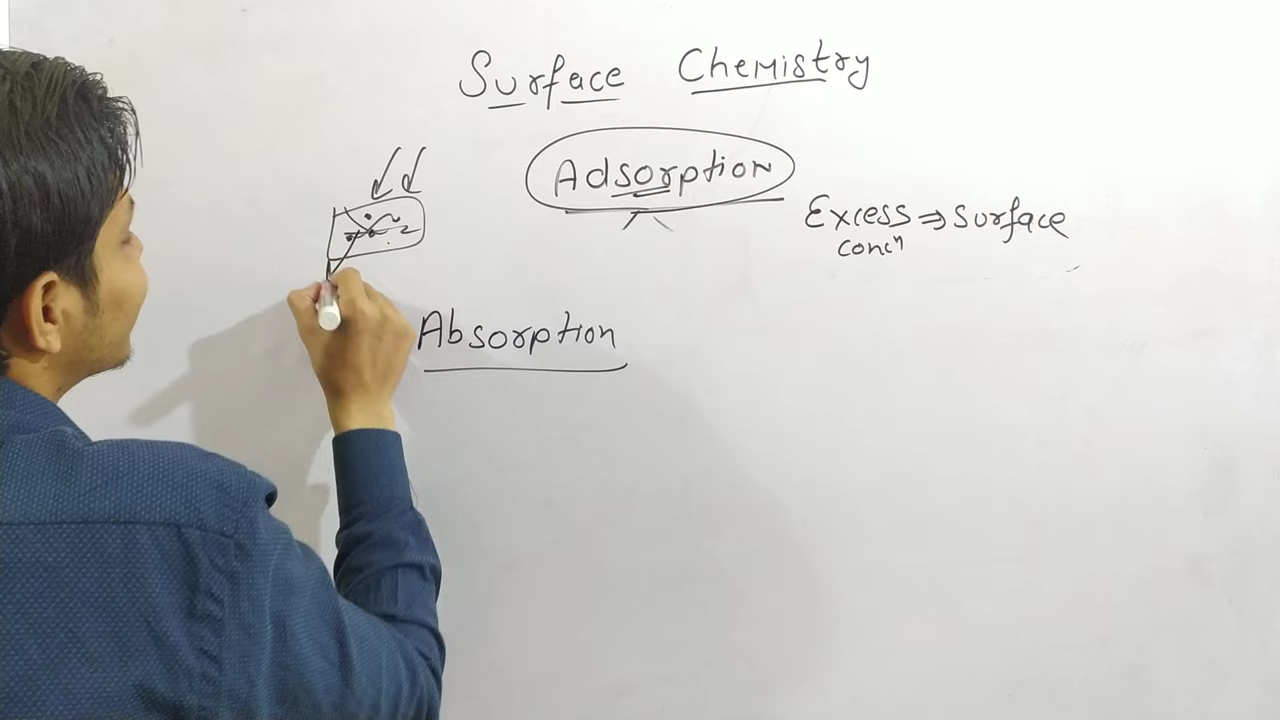 Surface Chemistry
Adsorption
Excess ⇒ Surface
concⁿ
Absorption